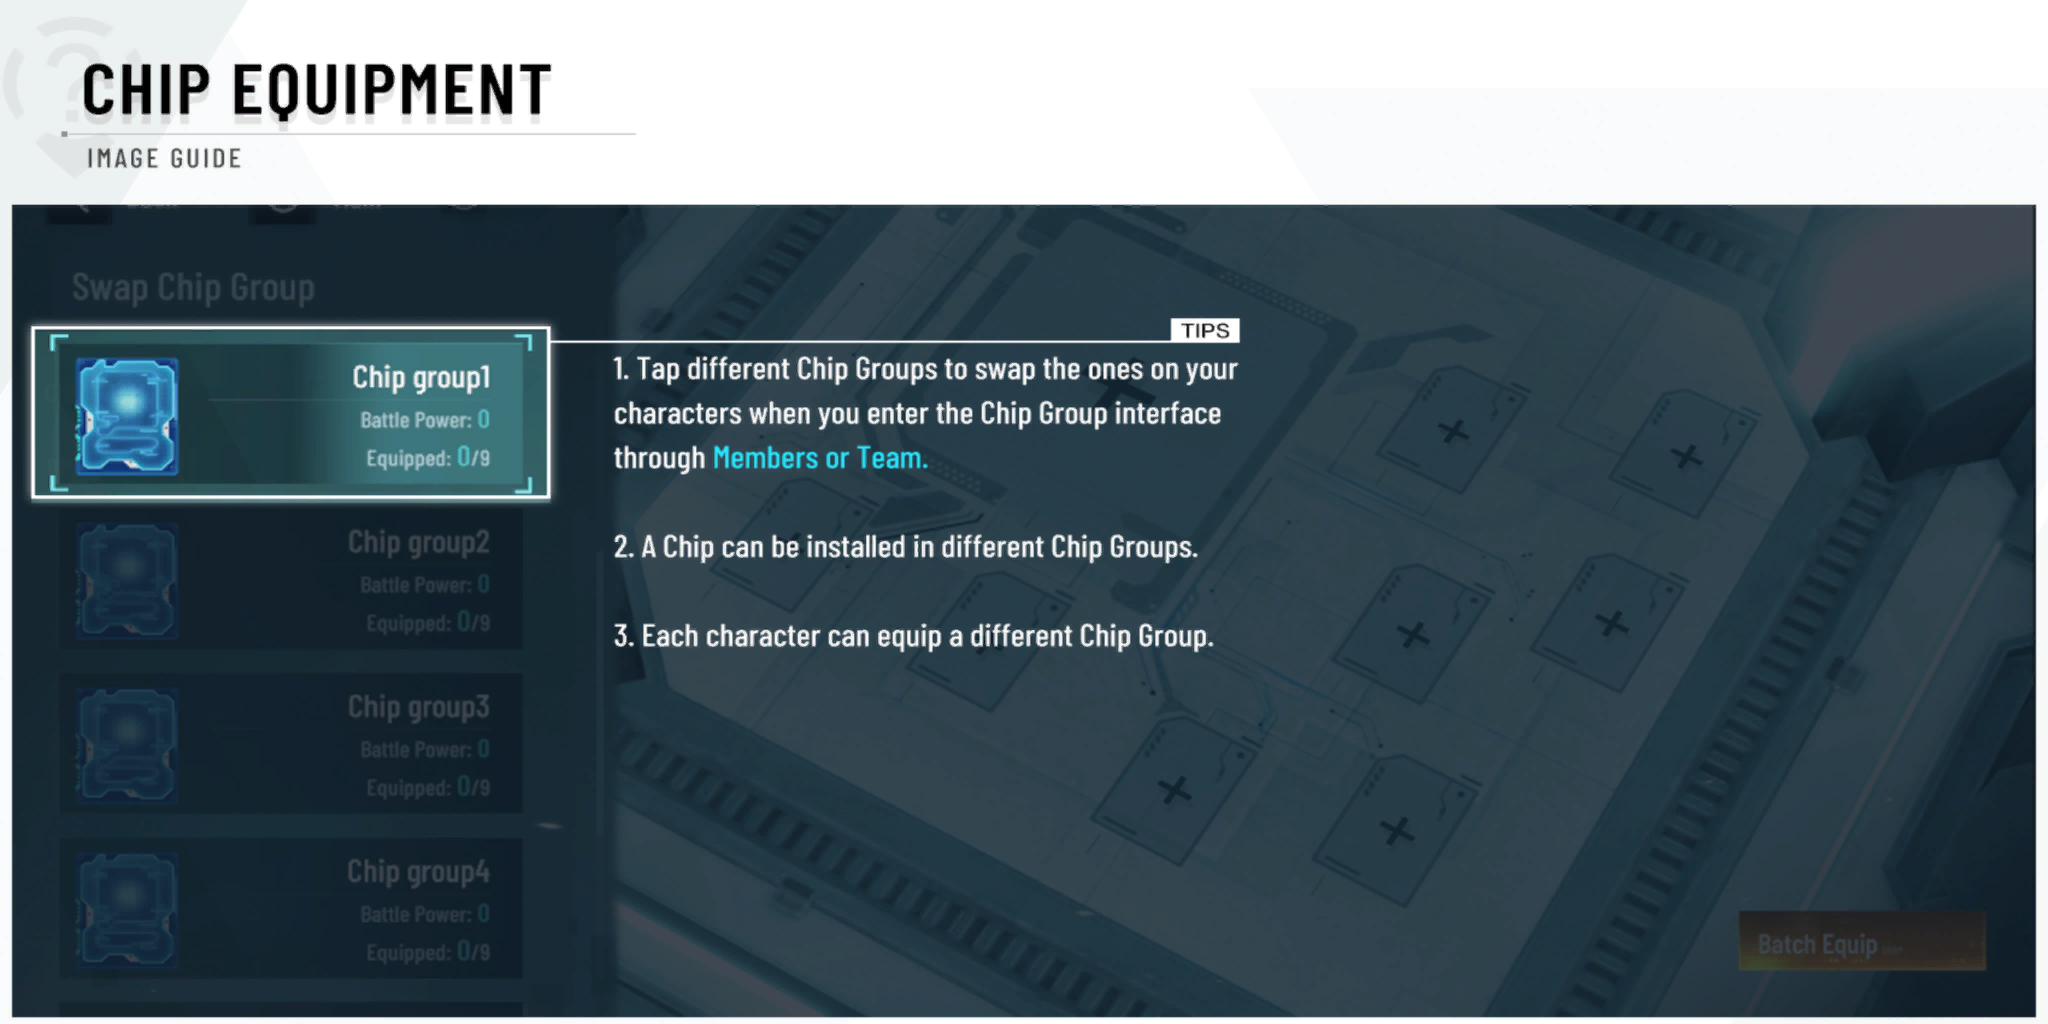 CHIP EQUIPMENT
IMAGE GUIDE
Swap Chip Group
Chip group1
Battle Power: 0
Equipped: 0/9
TIPS
1. Tap different Chip Groups to swap the ones on your
characters when you enter the Chip Group interface
through Members or Team.
2. A Chip can be installed in different Chip Groups.
3. Each character can equip a different Chip Group.
Chip group2
Battle Power: 0
Equipped: 0/9
Chip group3
Battle Power: 0
Equipped: 0/9
Chip group4
Battle Power: 0
Equipped: 0/9
Batch Equip